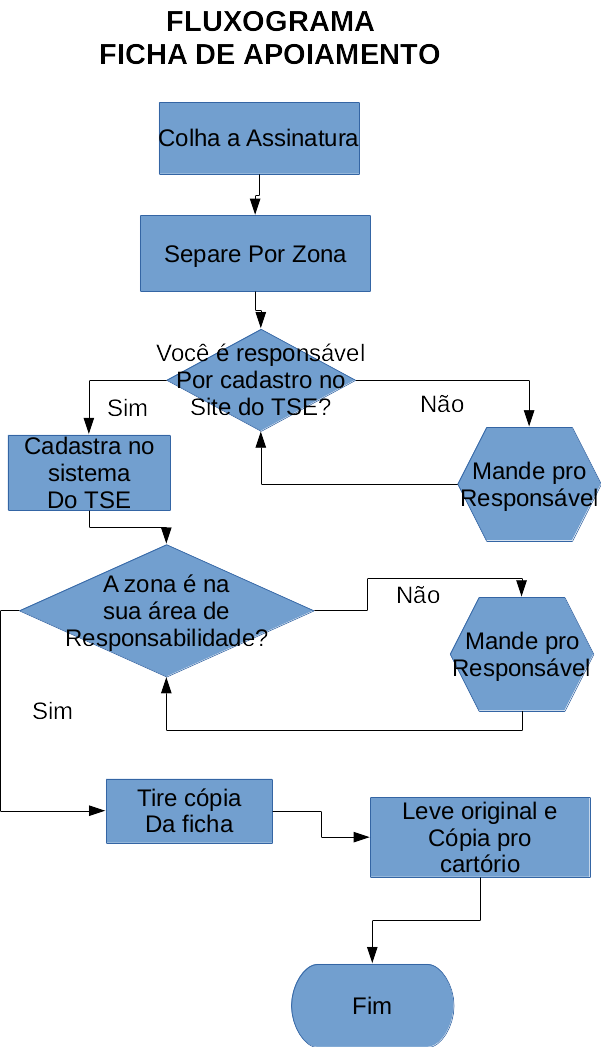 FLUXOGRAMA
FICHA DE APOIAMENTO
Colha a Assinatura
Separe Por Zona
Você é responsável
Por cadastro no
Site do TSE?
Sim
Não
Cadastra no
sistema
Do TSE
Mande pro
Responsável
A zona é na
sua área de
Responsabilidade?
Não
Mande pro
Responsável
Sim
Tire cópia
Da ficha
Leve original e
Cópia pro
cartório
Fim